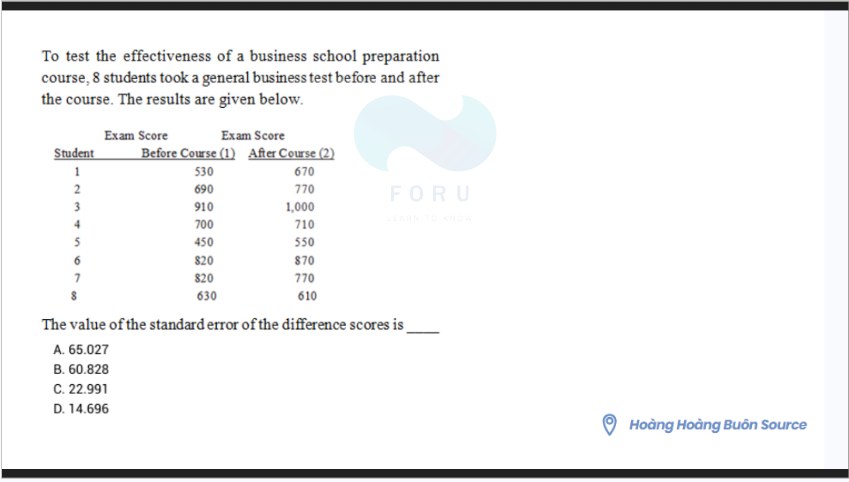 To test the effectiveness of a business school preparation
course, 8 students took a general business test before and after
the course. The results are given below.
Exam Score Exam Score
Student Before Course (1) After Course (2)
1 530 670
2 690 770
3 910 1,000
4 700 710
5 450 550
6 820 870
7 820 770
8 630 610
FORU
The value of the standard error of the difference scores is ____
A. 65.027
B. 60.828
C. 22.991
D. 14.696
Hoàng Hoàng Buôn Source